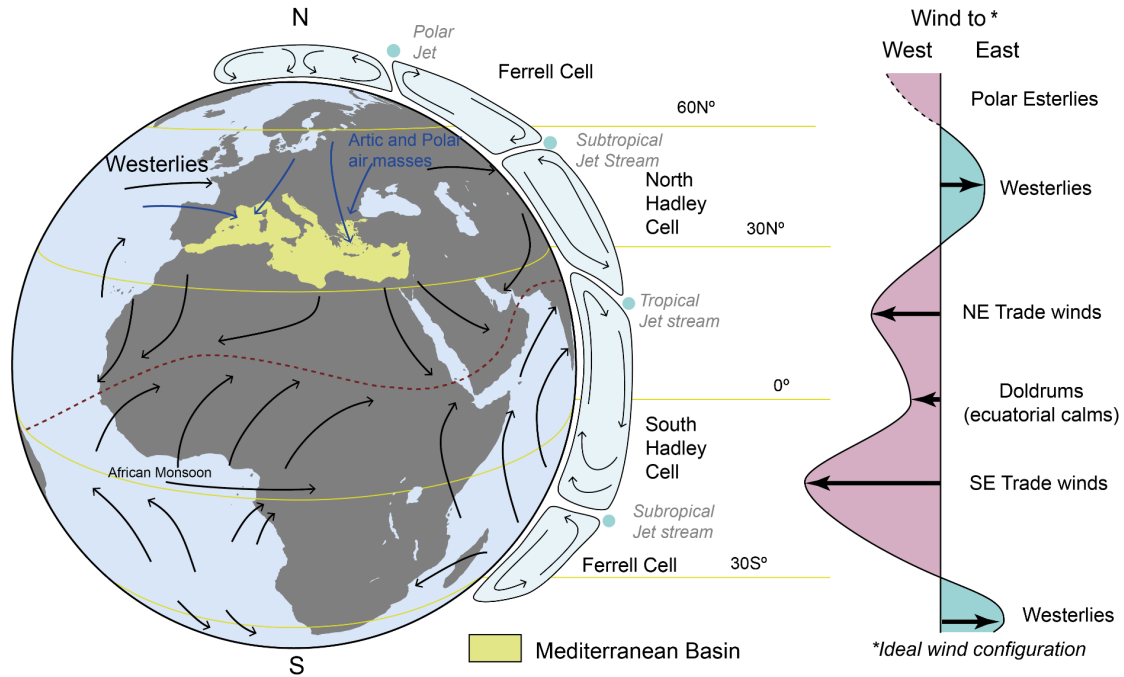 N
Polar
Jet
Ferrell Cell
60Nº
Westerlies
Artic and Polar
air masses
Subtropical
Jet Stream
North
Hadley
Cell
30Nº
Tropical
Jet stream
0º
South
Hadley
Cell
African Monsoon
Subropical
Jet stream
Ferrell Cell
30Sº
S
Mediterranean Basin
Wind to *
West
East
Polar Esterlies
Westerlies
NE Trade winds
Doldrums
(ecuatorial calms)
SE Trade winds
Westerlies
*Ideal wind configuration